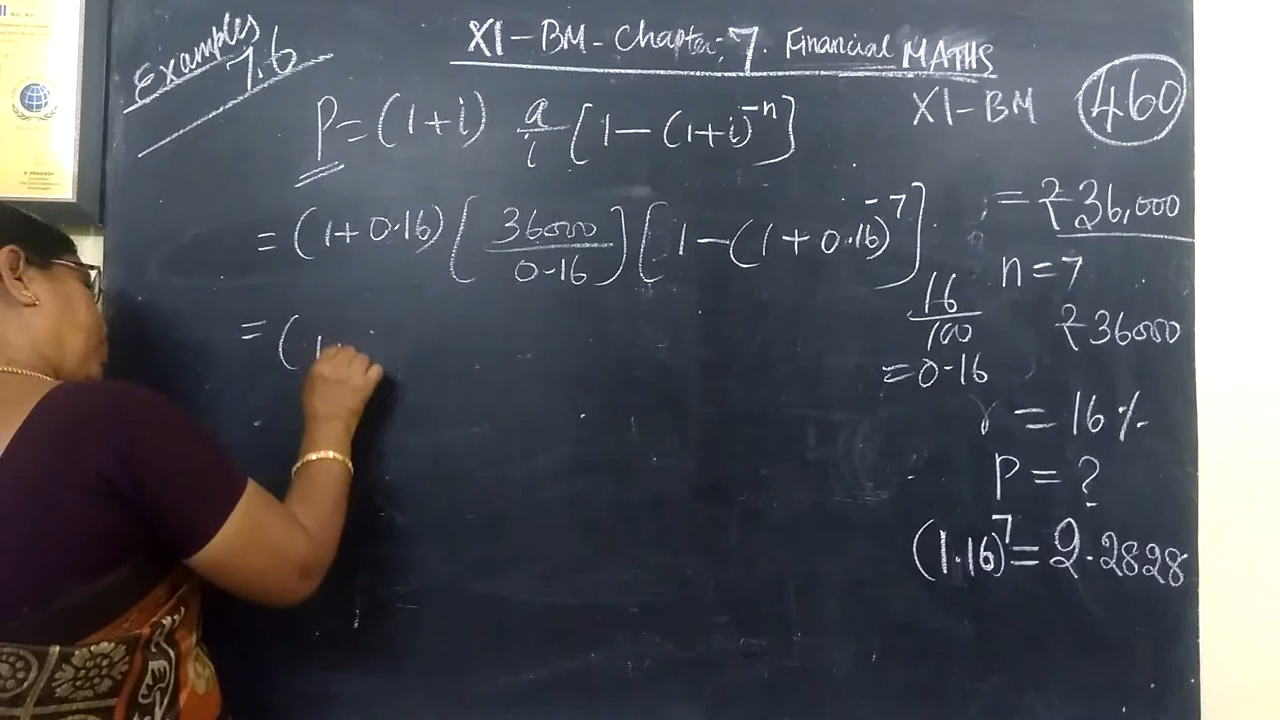 Examples 7.6
XI-BM-Chapter:7. Financial MATHS
XI-BM 460
P=(1+i) a/i [1-(1+i)^-n]
=(1+0.16)[36000/0.16][1-(1+0.16)^-7]
=(1
= ₹36,000
n=7
₹36000
16/100
=0.16
r=16%
P=?
(1.16)^7=2.2828